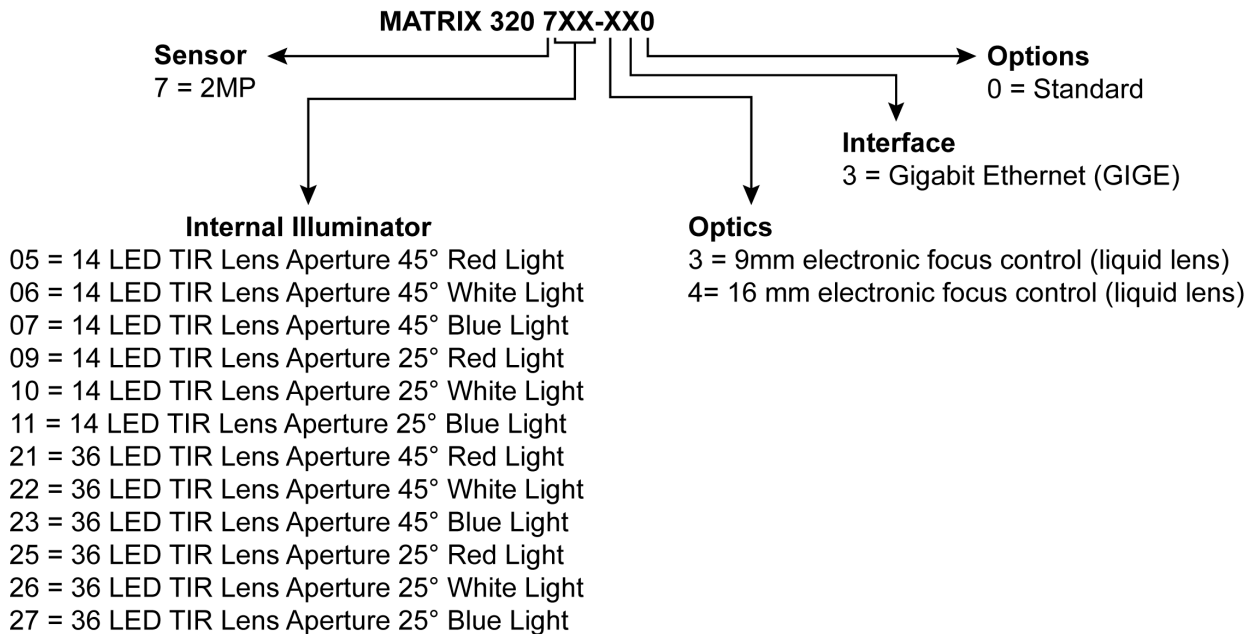 MATRIX 320 7XX-XX0
Sensor
7 = 2MP
Options
0 = Standard
Interface
3 = Gigabit Ethernet (GIGE)
Internal Illuminator
05 = 14 LED TIR Lens Aperture 45° Red Light
06 = 14 LED TIR Lens Aperture 45° White Light
07 = 14 LED TIR Lens Aperture 45° Blue Light
09 = 14 LED TIR Lens Aperture 25° Red Light
10 = 14 LED TIR Lens Aperture 25° White Light
11 = 14 LED TIR Lens Aperture 25° Blue Light
21 = 36 LED TIR Lens Aperture 45° Red Light
22 = 36 LED TIR Lens Aperture 45° White Light
23 = 36 LED TIR Lens Aperture 45° Blue Light
25 = 36 LED TIR Lens Aperture 25° Red Light
26 = 36 LED TIR Lens Aperture 25° White Light
27 = 36 LED TIR Lens Aperture 25° Blue Light
Optics
3 = 9mm electronic focus control (liquid lens)
4= 16 mm electronic focus control (liquid lens)